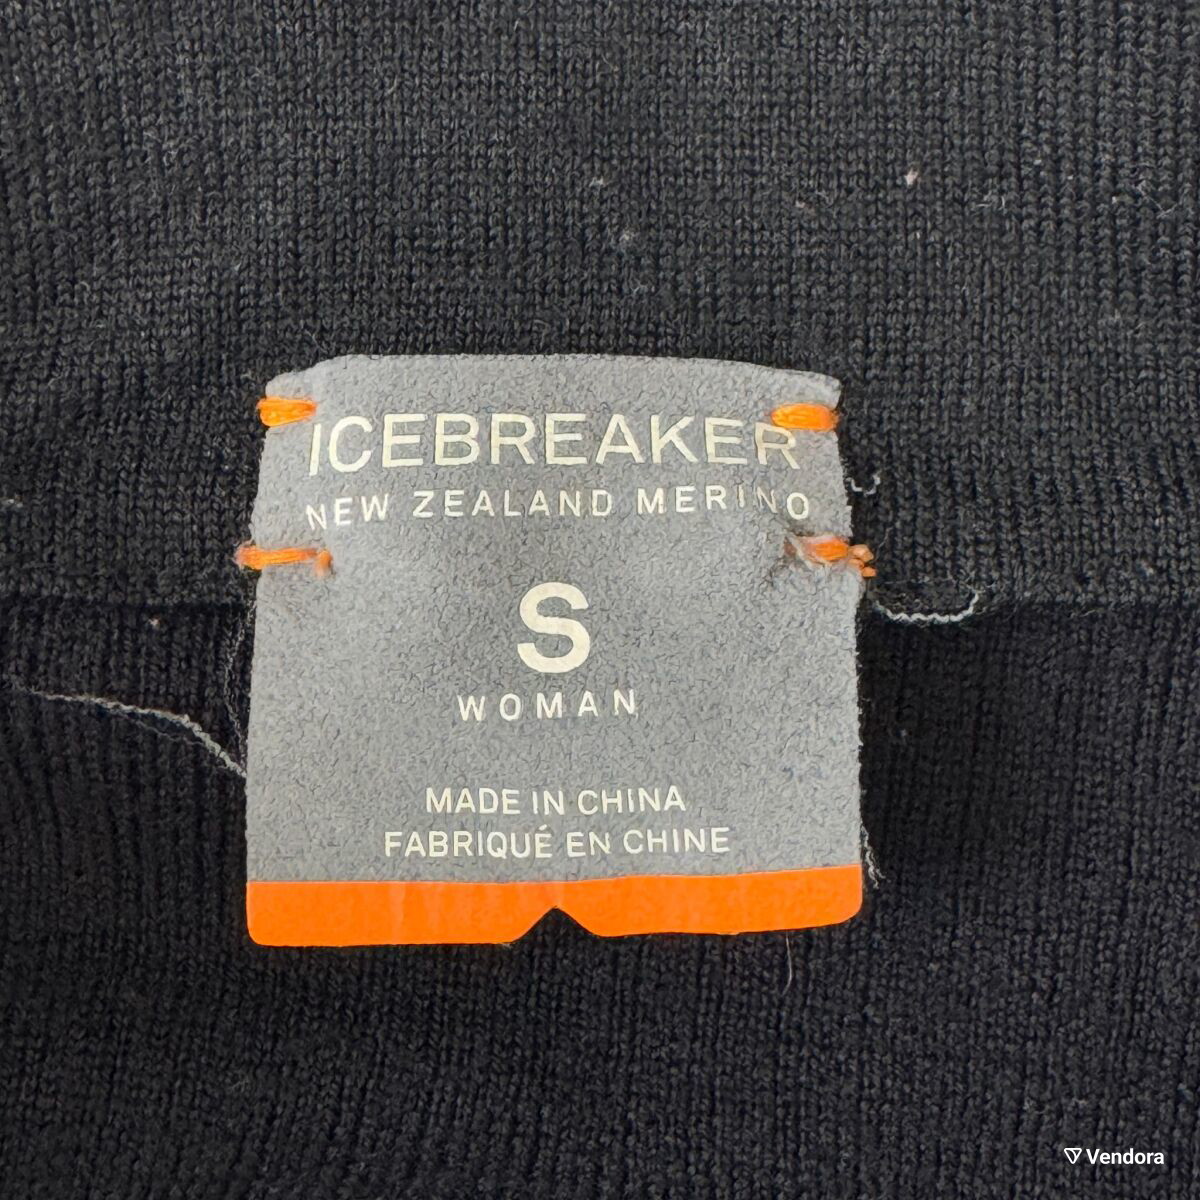 ICEBREAKER
NEW ZEALAND MERINO
S
WOMAN
MADE IN CHINA
FABRIQUÉ EN CHINE
Vendora